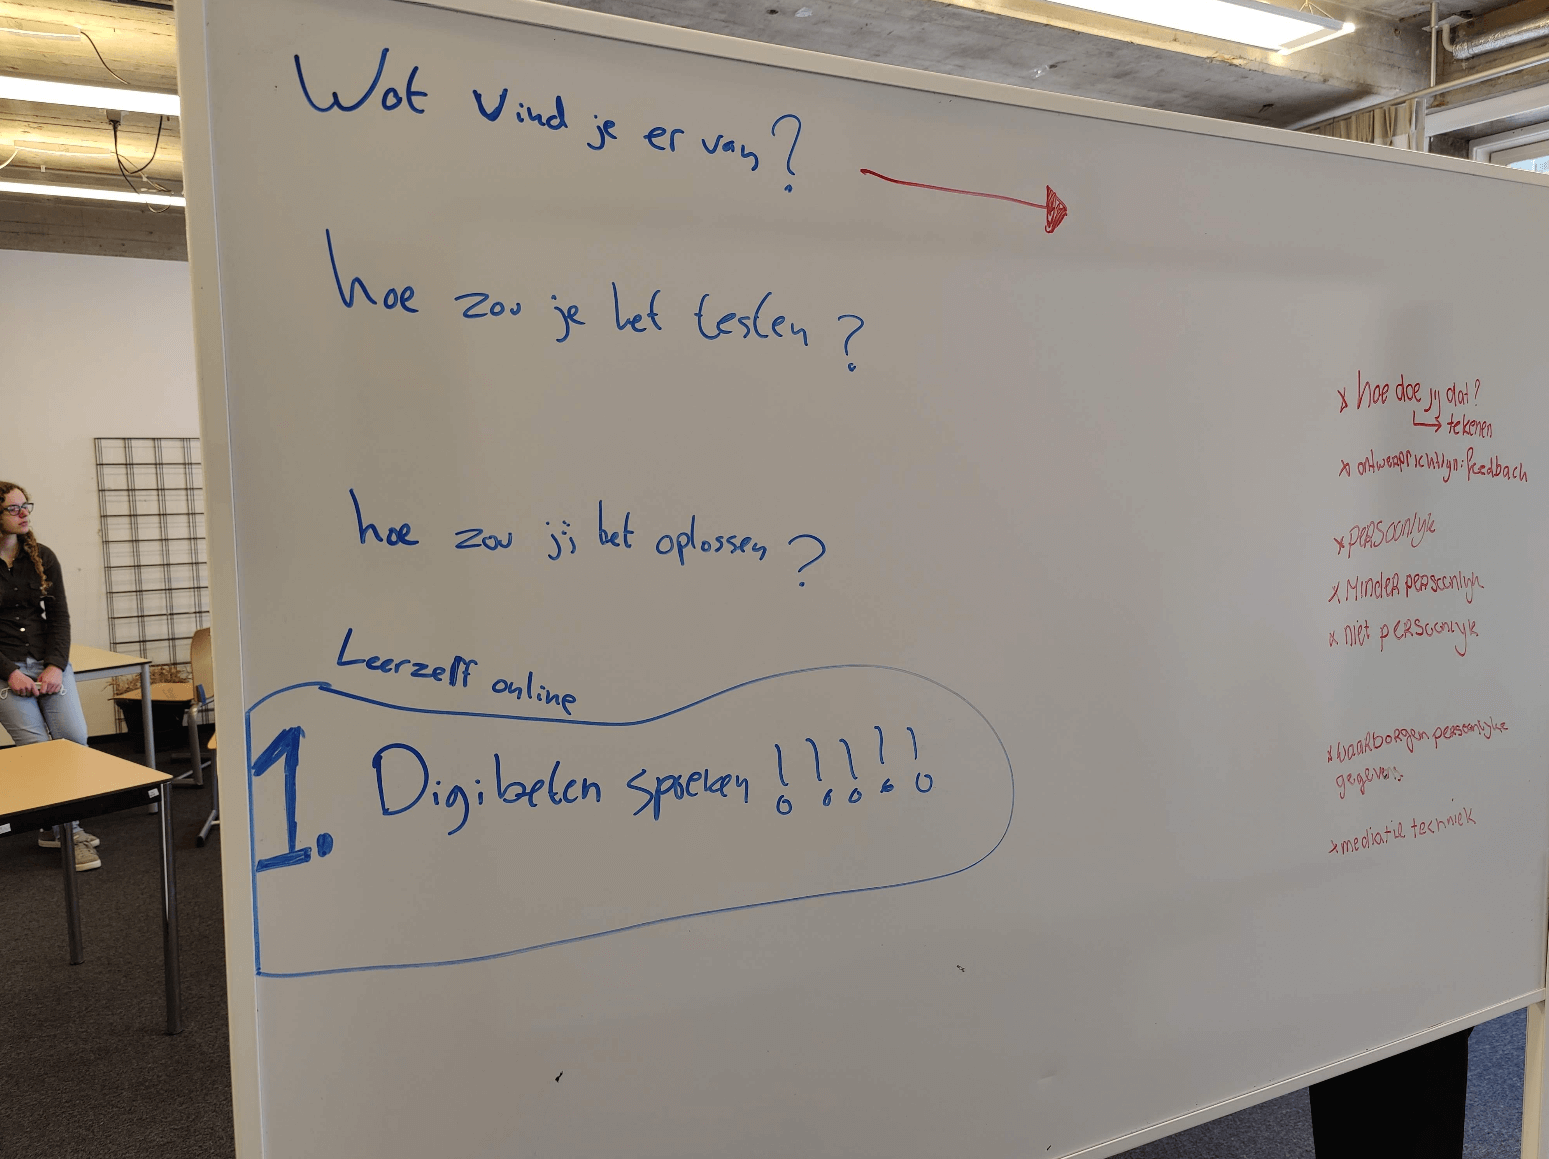 Wat vind je er van?
hoe zou je het testen?
hoe zou jij het oplossen?
Leerzelf online
1. Digibeten spreken !!!!!
x hoe doe jij dat?
↳ tekenen
x ontwerprichtlijn: feedback
x persoonlijk
x Minder persoonlijk
x niet persoonlijk
x waarborgen persoonlijke
gegevens
x mediatie techniek